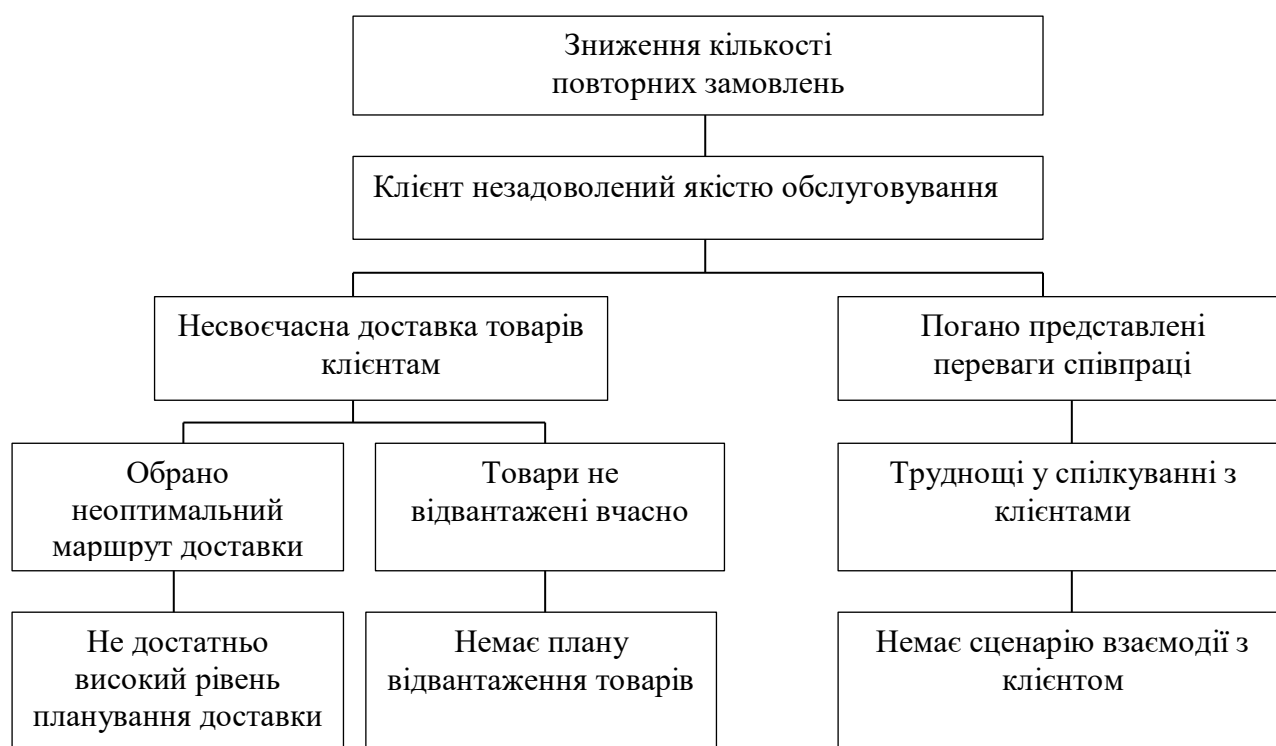 Зниження кількості
повторних замовлень
Клієнт незадоволений якістю обслуговування
Несвоєчасна доставка товарів
клієнтам
Погано представлені
переваги співпраці
Обрано
неоптимальний
маршрут доставки
Товари не
відвантажені вчасно
Труднощі у спілкуванні з
клієнтами
Не достатньо
високий рівень
планування доставки
Немає плану
відвантаження товарів
Немає сценарію взаємодії з
клієнтом